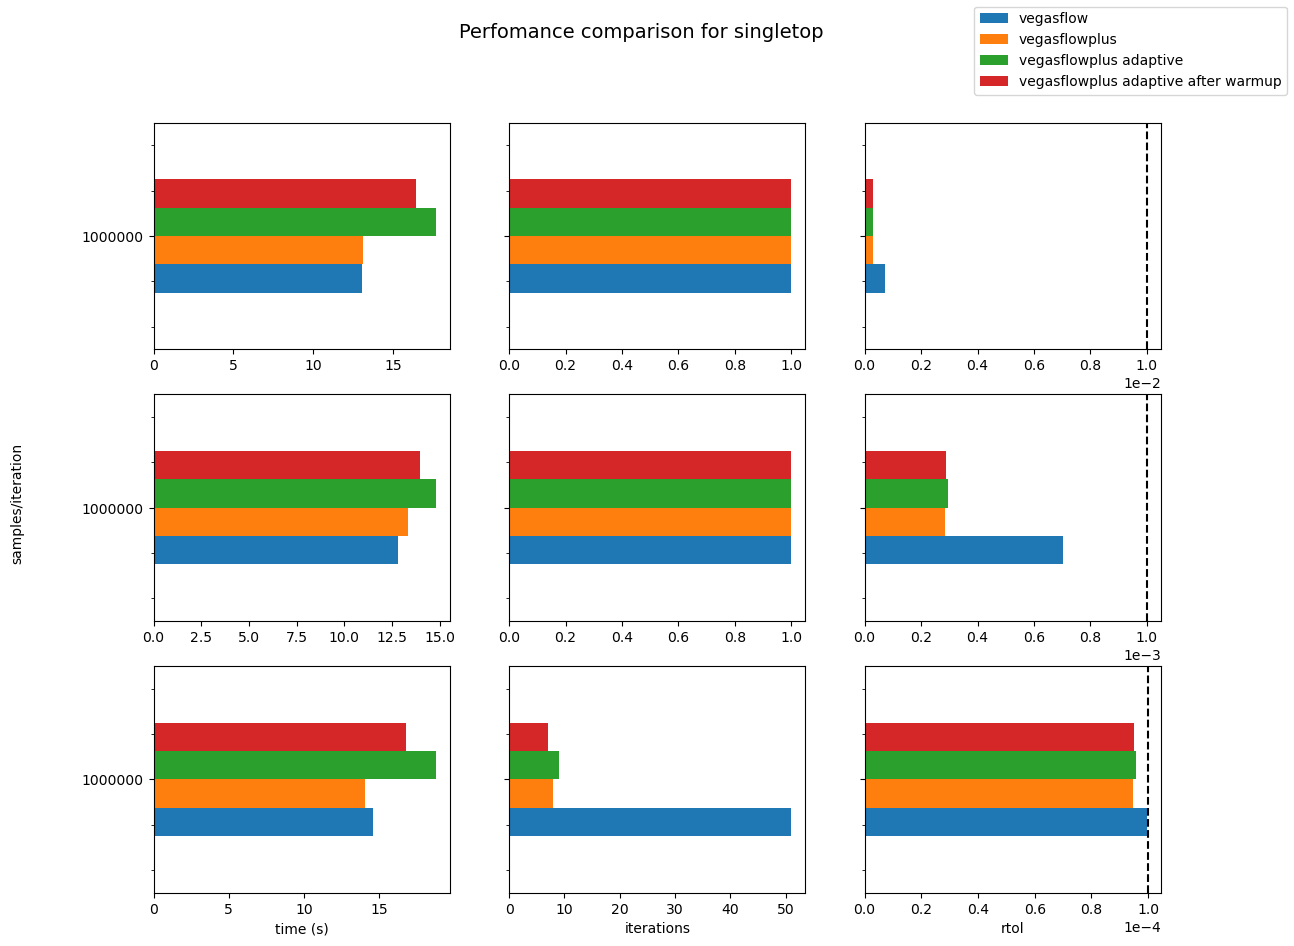 Perfomance comparison for singletop
vegasflow
vegasflowplus
vegasflowplus adaptive
vegasflowplus adaptive after warmup
1000000
0 5 10 15
0.0 0.2 0.4 0.6 0.8 1.0
0.0 0.2 0.4 0.6 0.8 1.0
1e−2
samples/iteration
1000000
0.0 2.5 5.0 7.5 10.0 12.5 15.0
0.0 0.2 0.4 0.6 0.8 1.0
0.0 0.2 0.4 0.6 0.8 1.0
1e−3
1000000
0 5 10 15
time (s)
0 10 20 30 40 50
iterations
0.0 0.2 0.4 0.6 0.8 1.0
1e−4
rtol